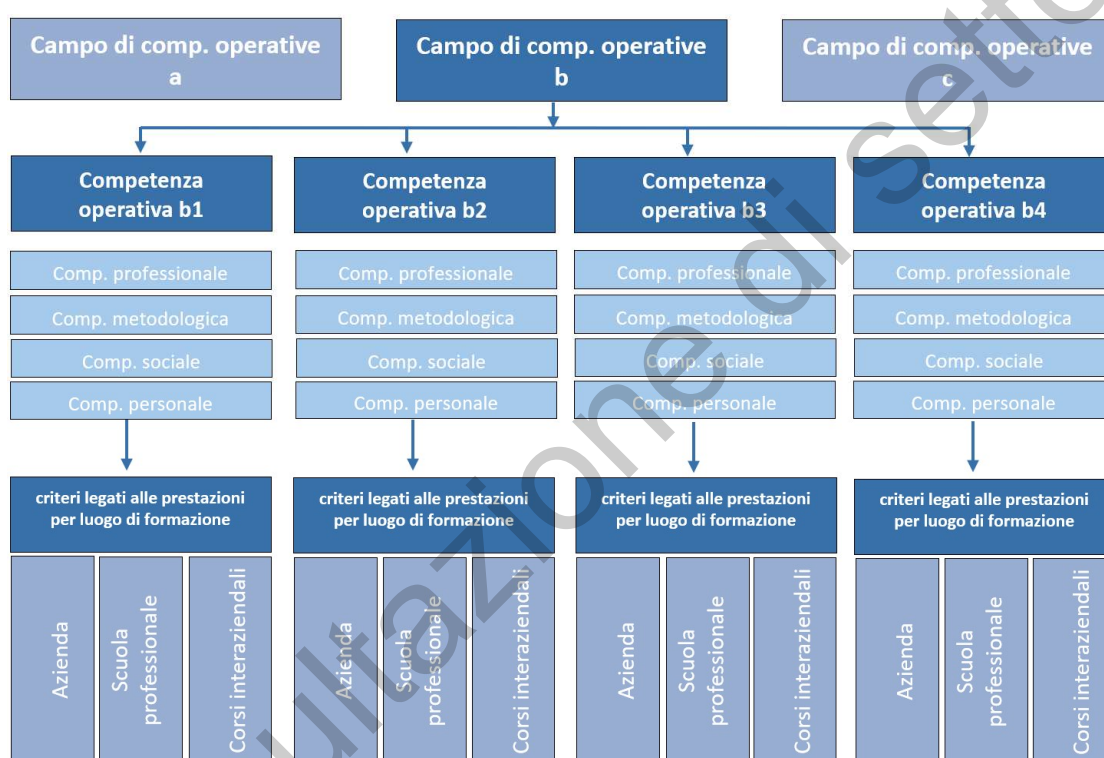 Campo di comp. operative
a
Campo di comp. operative
b
Campo di comp. operative
c
Competenza
operativa b1
Competenza
operativa b2
Competenza
operativa b3
Competenza
operativa b4
Comp. professionale
Comp. professionale
Comp. professionale
Comp. professionale
Comp. metodologica
Comp. metodologica
Comp. metodologica
Comp. metodologica
Comp. sociale
Comp. sociale
Comp. sociale
Comp. sociale
Comp. personale
Comp. personale
Comp. personale
Comp. personale
criteri legati alle prestazioni
per luogo di formazione
criteri legati alle prestazioni
per luogo di formazione
criteri legati alle prestazioni
per luogo di formazione
criteri legati alle prestazioni
per luogo di formazione
Azienda
Scuola
professionale
Corsi interaziendali
Azienda
Scuola
professionale
Corsi interaziendali
Azienda
Scuola
professionale
Corsi interaziendali
Azienda
Scuola
professionale
Corsi interaziendali
ultazione di setto